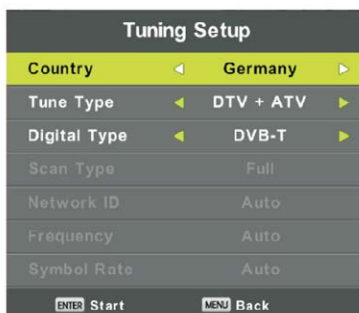 Tuning Setup
Country Germany
Tune Type DTV + ATV
Digital Type DVB-T
Scan Type Full
Network ID Auto
Frequency Auto
Symbol Rate Auto
ENTER Start MENU Back